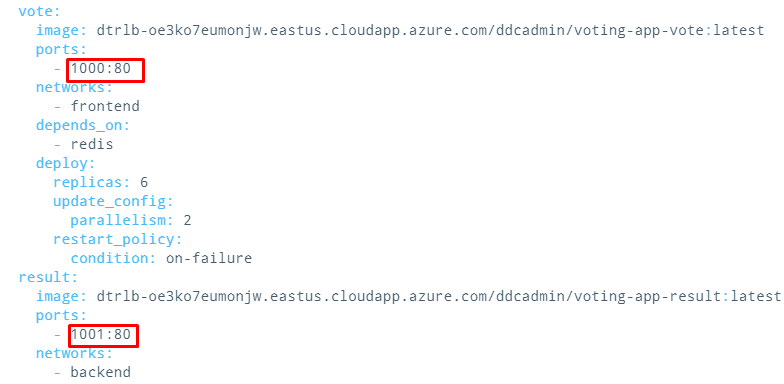 vote:
image: dtrlb-oe3ko7eumonjw.eastus.cloudapp.azure.com/ddcadmin/voting-app-vote:latest
ports:
- 1000:80
networks:
- frontend
depends_on:
- redis
deploy:
replicas: 6
update_config:
parallelism: 2
restart_policy:
condition: on-failure
result:
image: dtrlb-oe3ko7eumonjw.eastus.cloudapp.azure.com/ddcadmin/voting-app-result:latest
ports:
- 1001:80
networks:
- backend